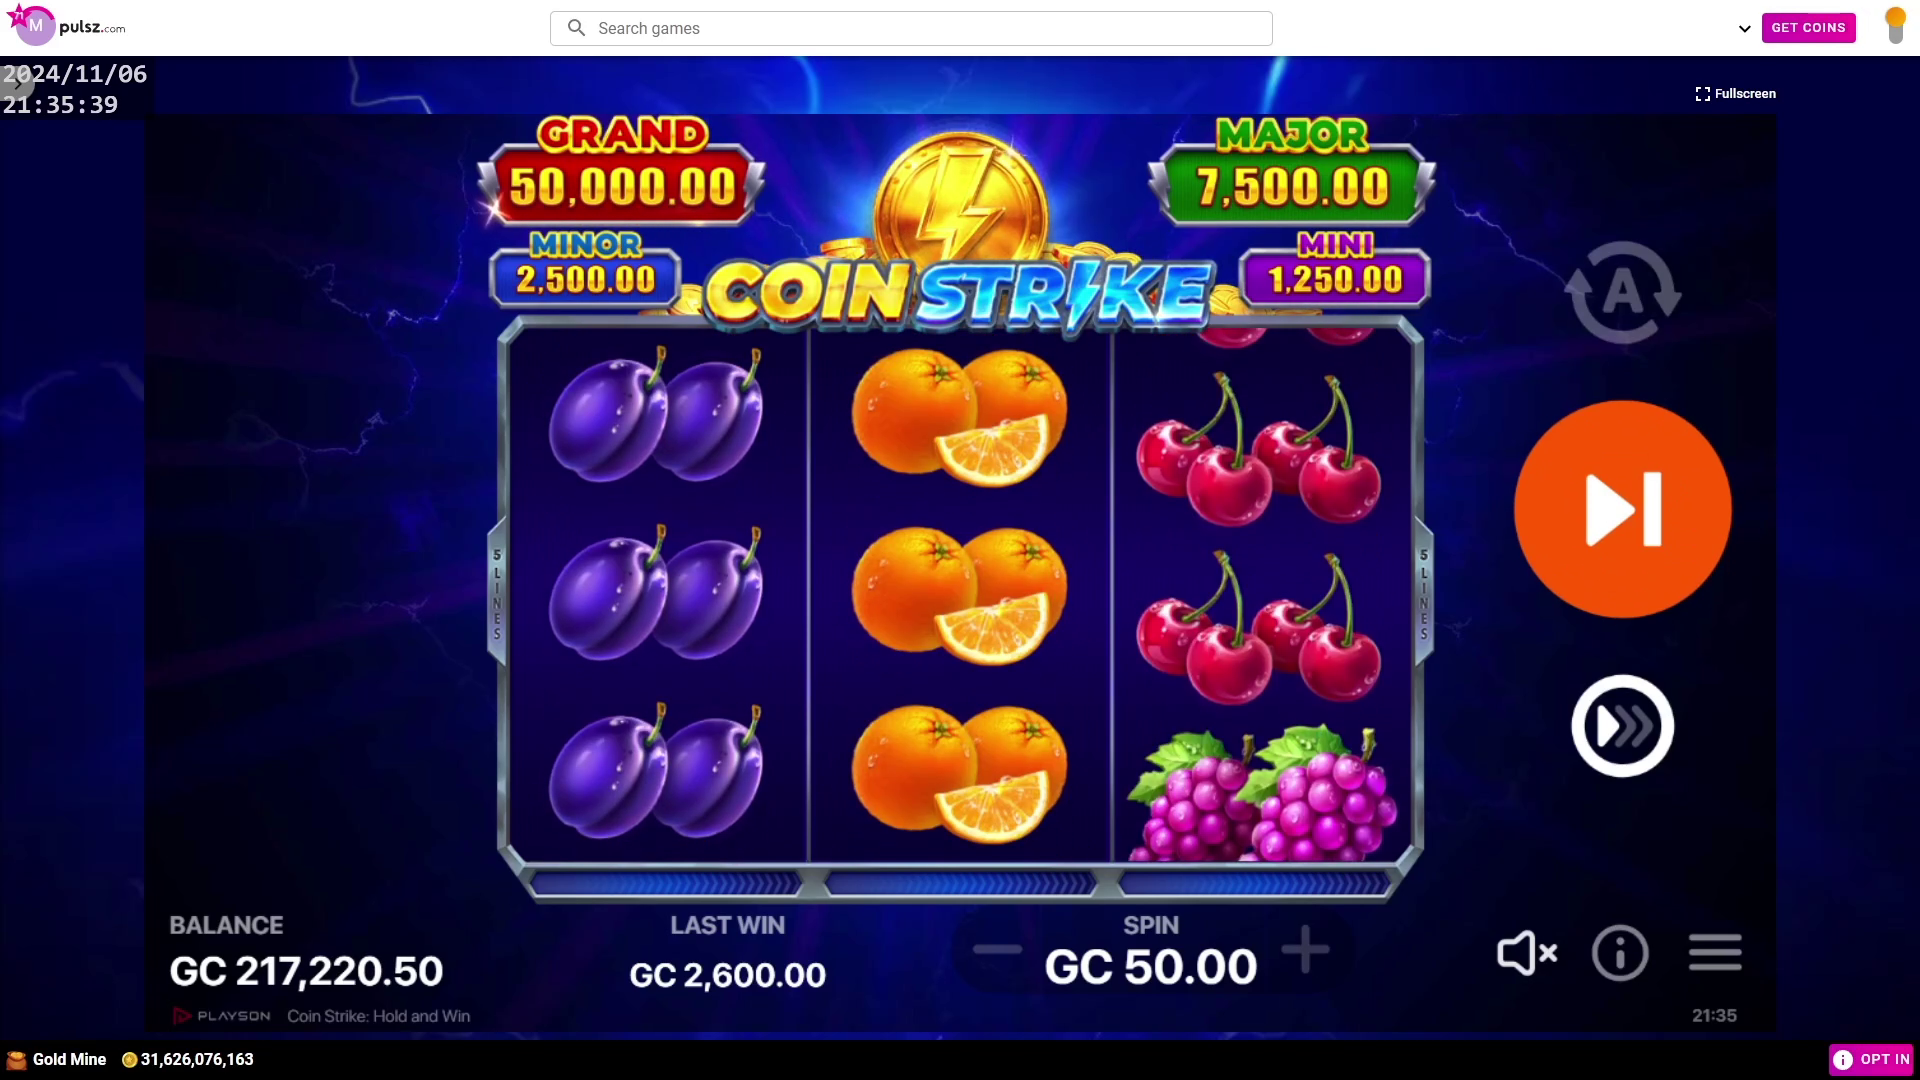 71
M
pulsz.com
Search games
GET COINS
2024/11/06
21:35:39
Fullscreen
GRAND
50,000.00
MAJOR
7,500.00
MINOR
2,500.00
MINI
1,250.00
COIN STRIKE
A
5 LINES
5 LINES
BALANCE
GC 217,220.50
LAST WIN
GC 2,600.00
SPIN
GC 50.00
PLAYSON
Coin Strike: Hold and Win
21:35
Gold Mine
31,626,076,163
OPT IN